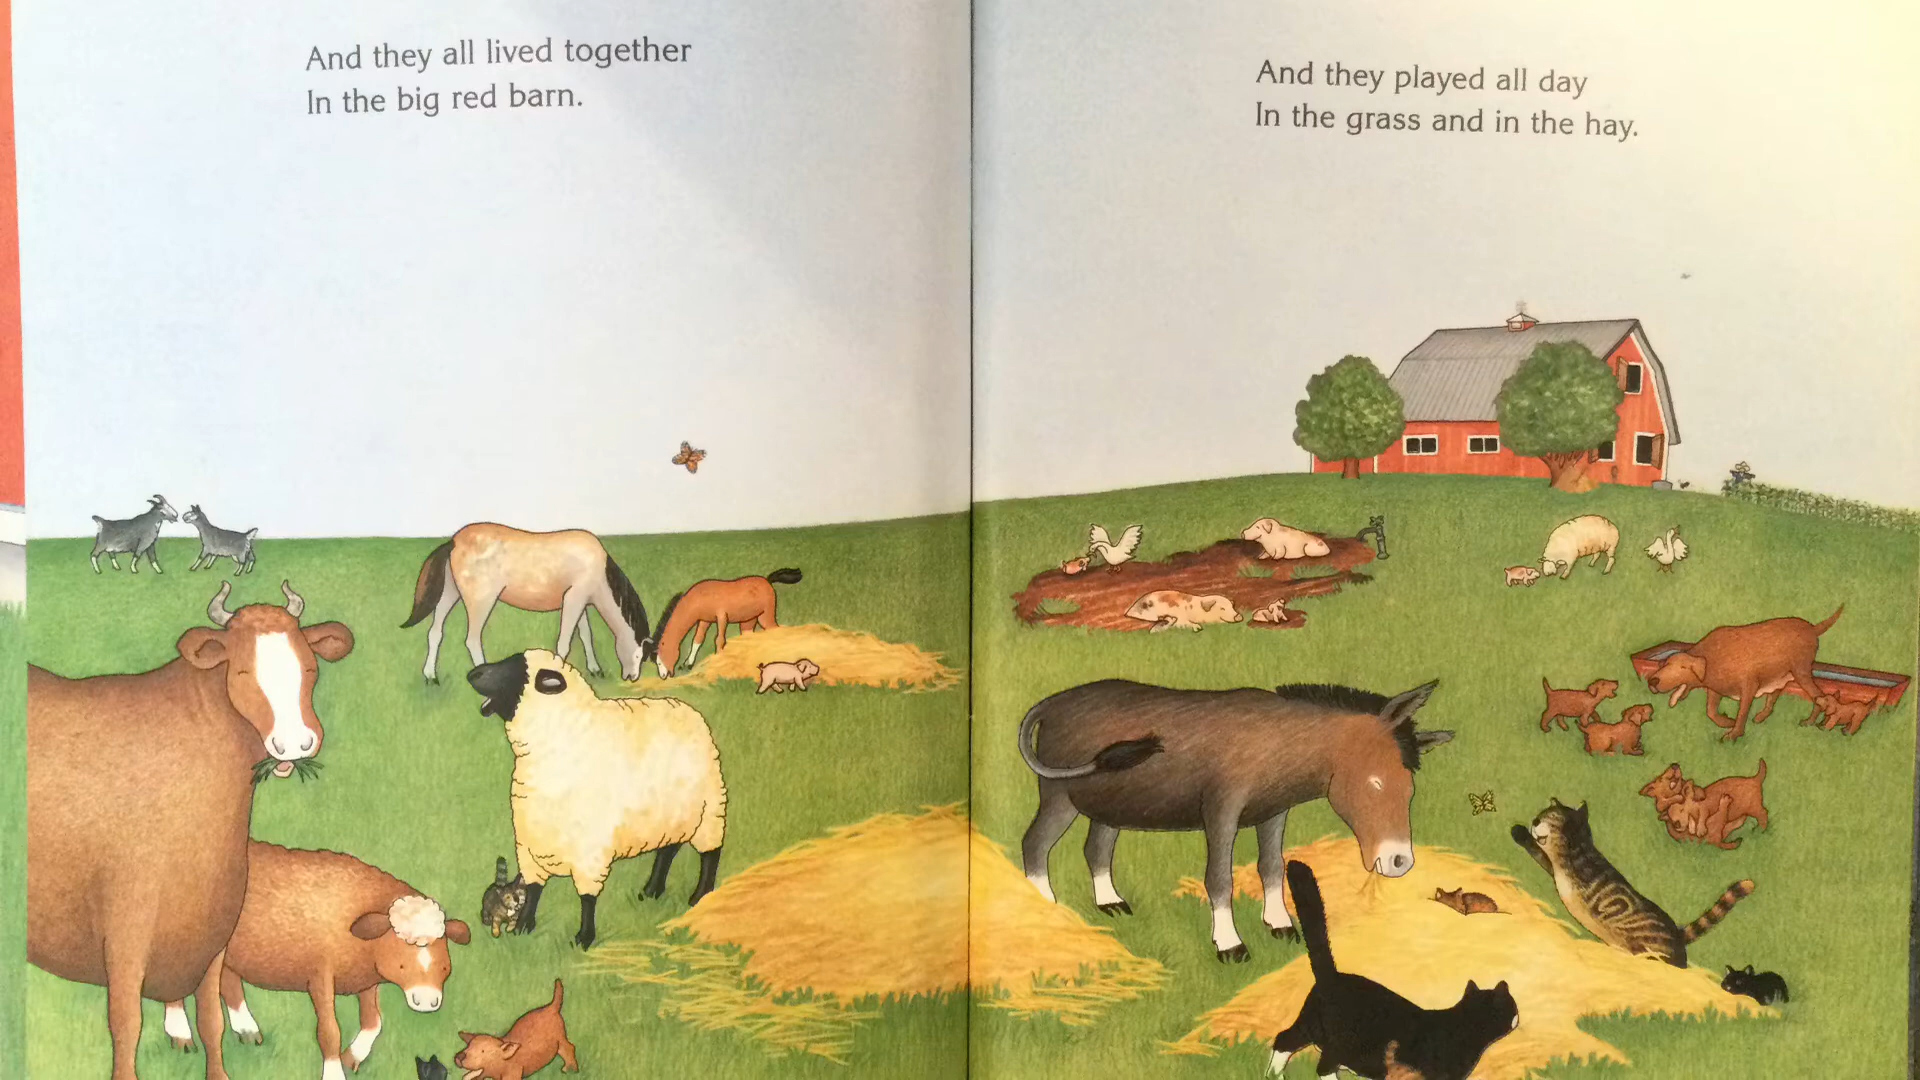 And they all lived together
In the big red barn.
And they played all day
In the grass and in the hay.